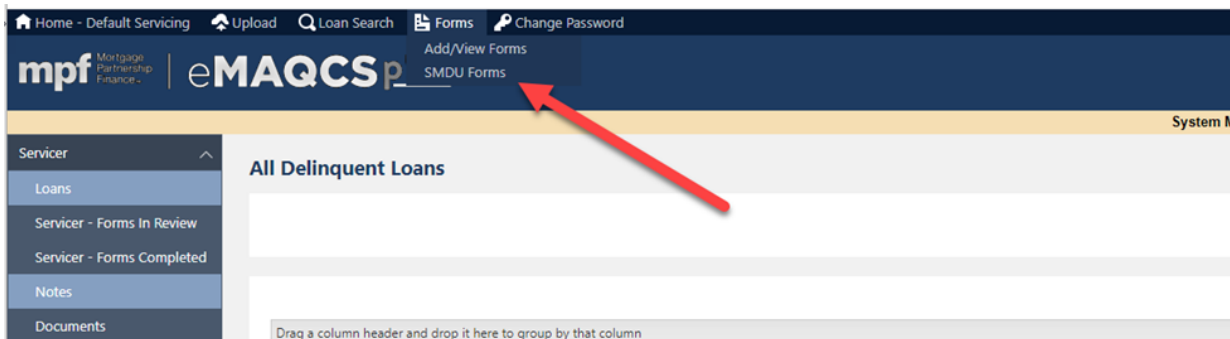 Home - Default Servicing Upload Loan Search Forms Change Password
Add/View Forms
SMDU Forms
mpf Mortgage Partnership Finance | eMAQCS
System
Servicer
All Delinquent Loans
Loans
Servicer - Forms In Review
Servicer - Forms Completed
Notes
Documents
Drag a column header and drop it here to group by that column